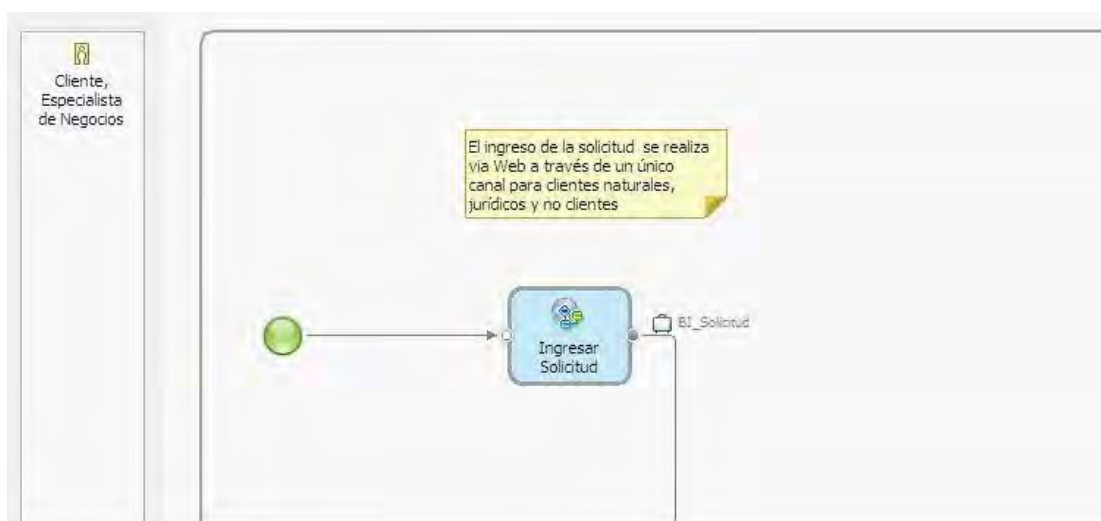 Cliente,
Especialista
de Negocios
El ingreso de la solicitud se realiza
via Web a través de un único
canal para clientes naturales,
jurídicos y no clientes
BI_Solicitud
Ingresar
Solicitud